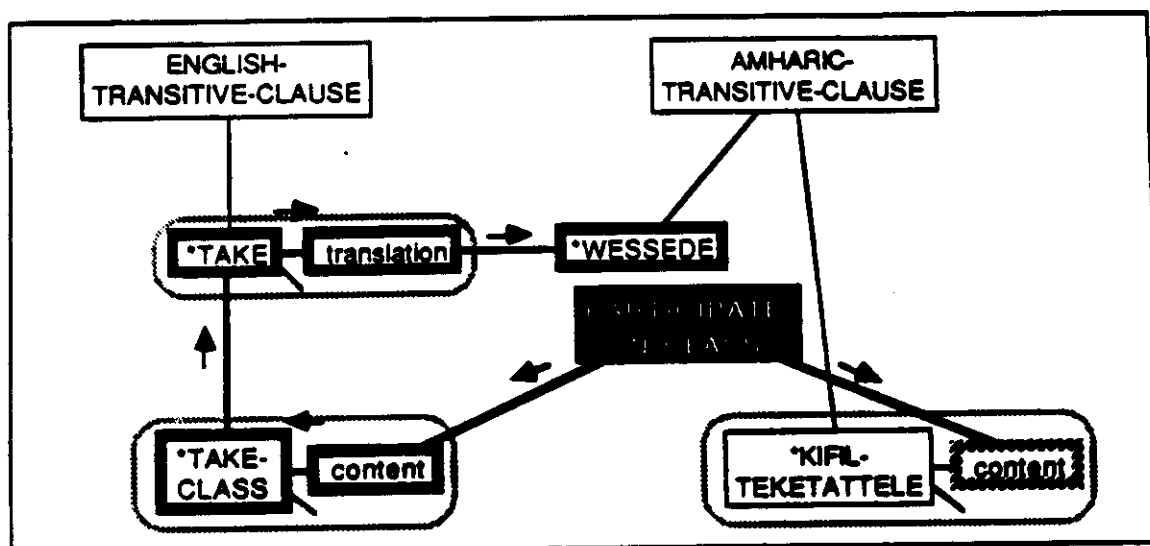 ENGLISH-
TRANSITIVE-CLAUSE
AMHARIC-
TRANSITIVE-CLAUSE
*TAKE
translation
*WESSEDE
*TAKE-
CLASS
content
*KIFIL-
TEKETATTELE
content